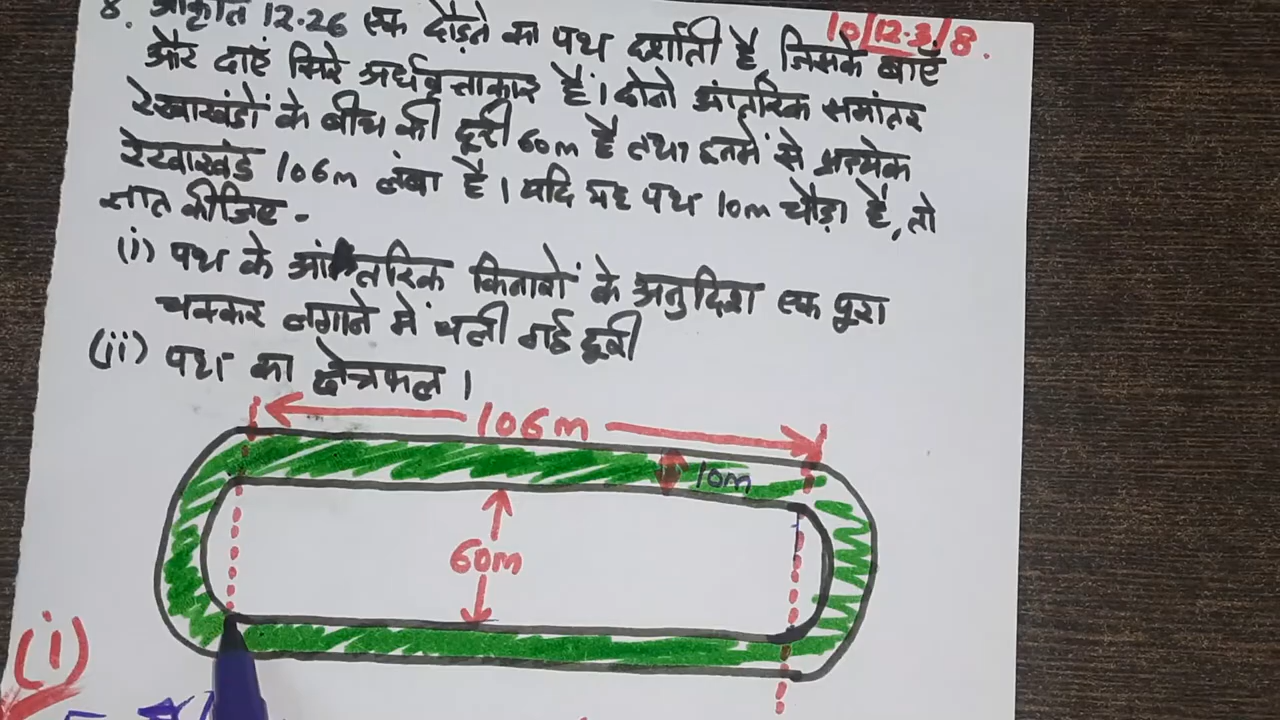 8. आकृति 12.26 एक दौड़ने का पथ दर्शाती है, जिसके बाएँ
10/12.3/8.
और दाएं सिरे अर्धवृत्ताकार हैं। दोनो आंतरिक समांतर
रेखाखंडों के बीच की दूरी 60m है तथा इनमें से प्रत्येक
रेखाखंड 106m लंबा है। यदि यह पथ 10m चौड़ा है, तो
ज्ञात कीजिए -
(i) पथ के आंतरिक किनारों के अनुदिश एक पुरा
चक्कर लगाने में चली गई दूरी
(ii) पथ का क्षेत्रफल।
106m
10m
60m
(i)